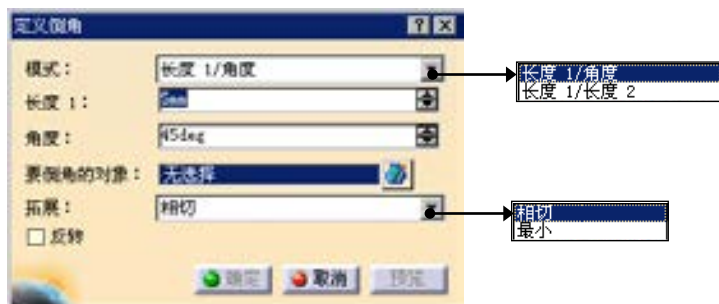 定义倒角
模式： 长度 1/角度
长度 1/角度
长度 1/长度 2
长度 1： 5mm
角度： 45deg
要倒角的对象： 无选择
拓展： 相切
相切
最小
反转
确定 取消 预览